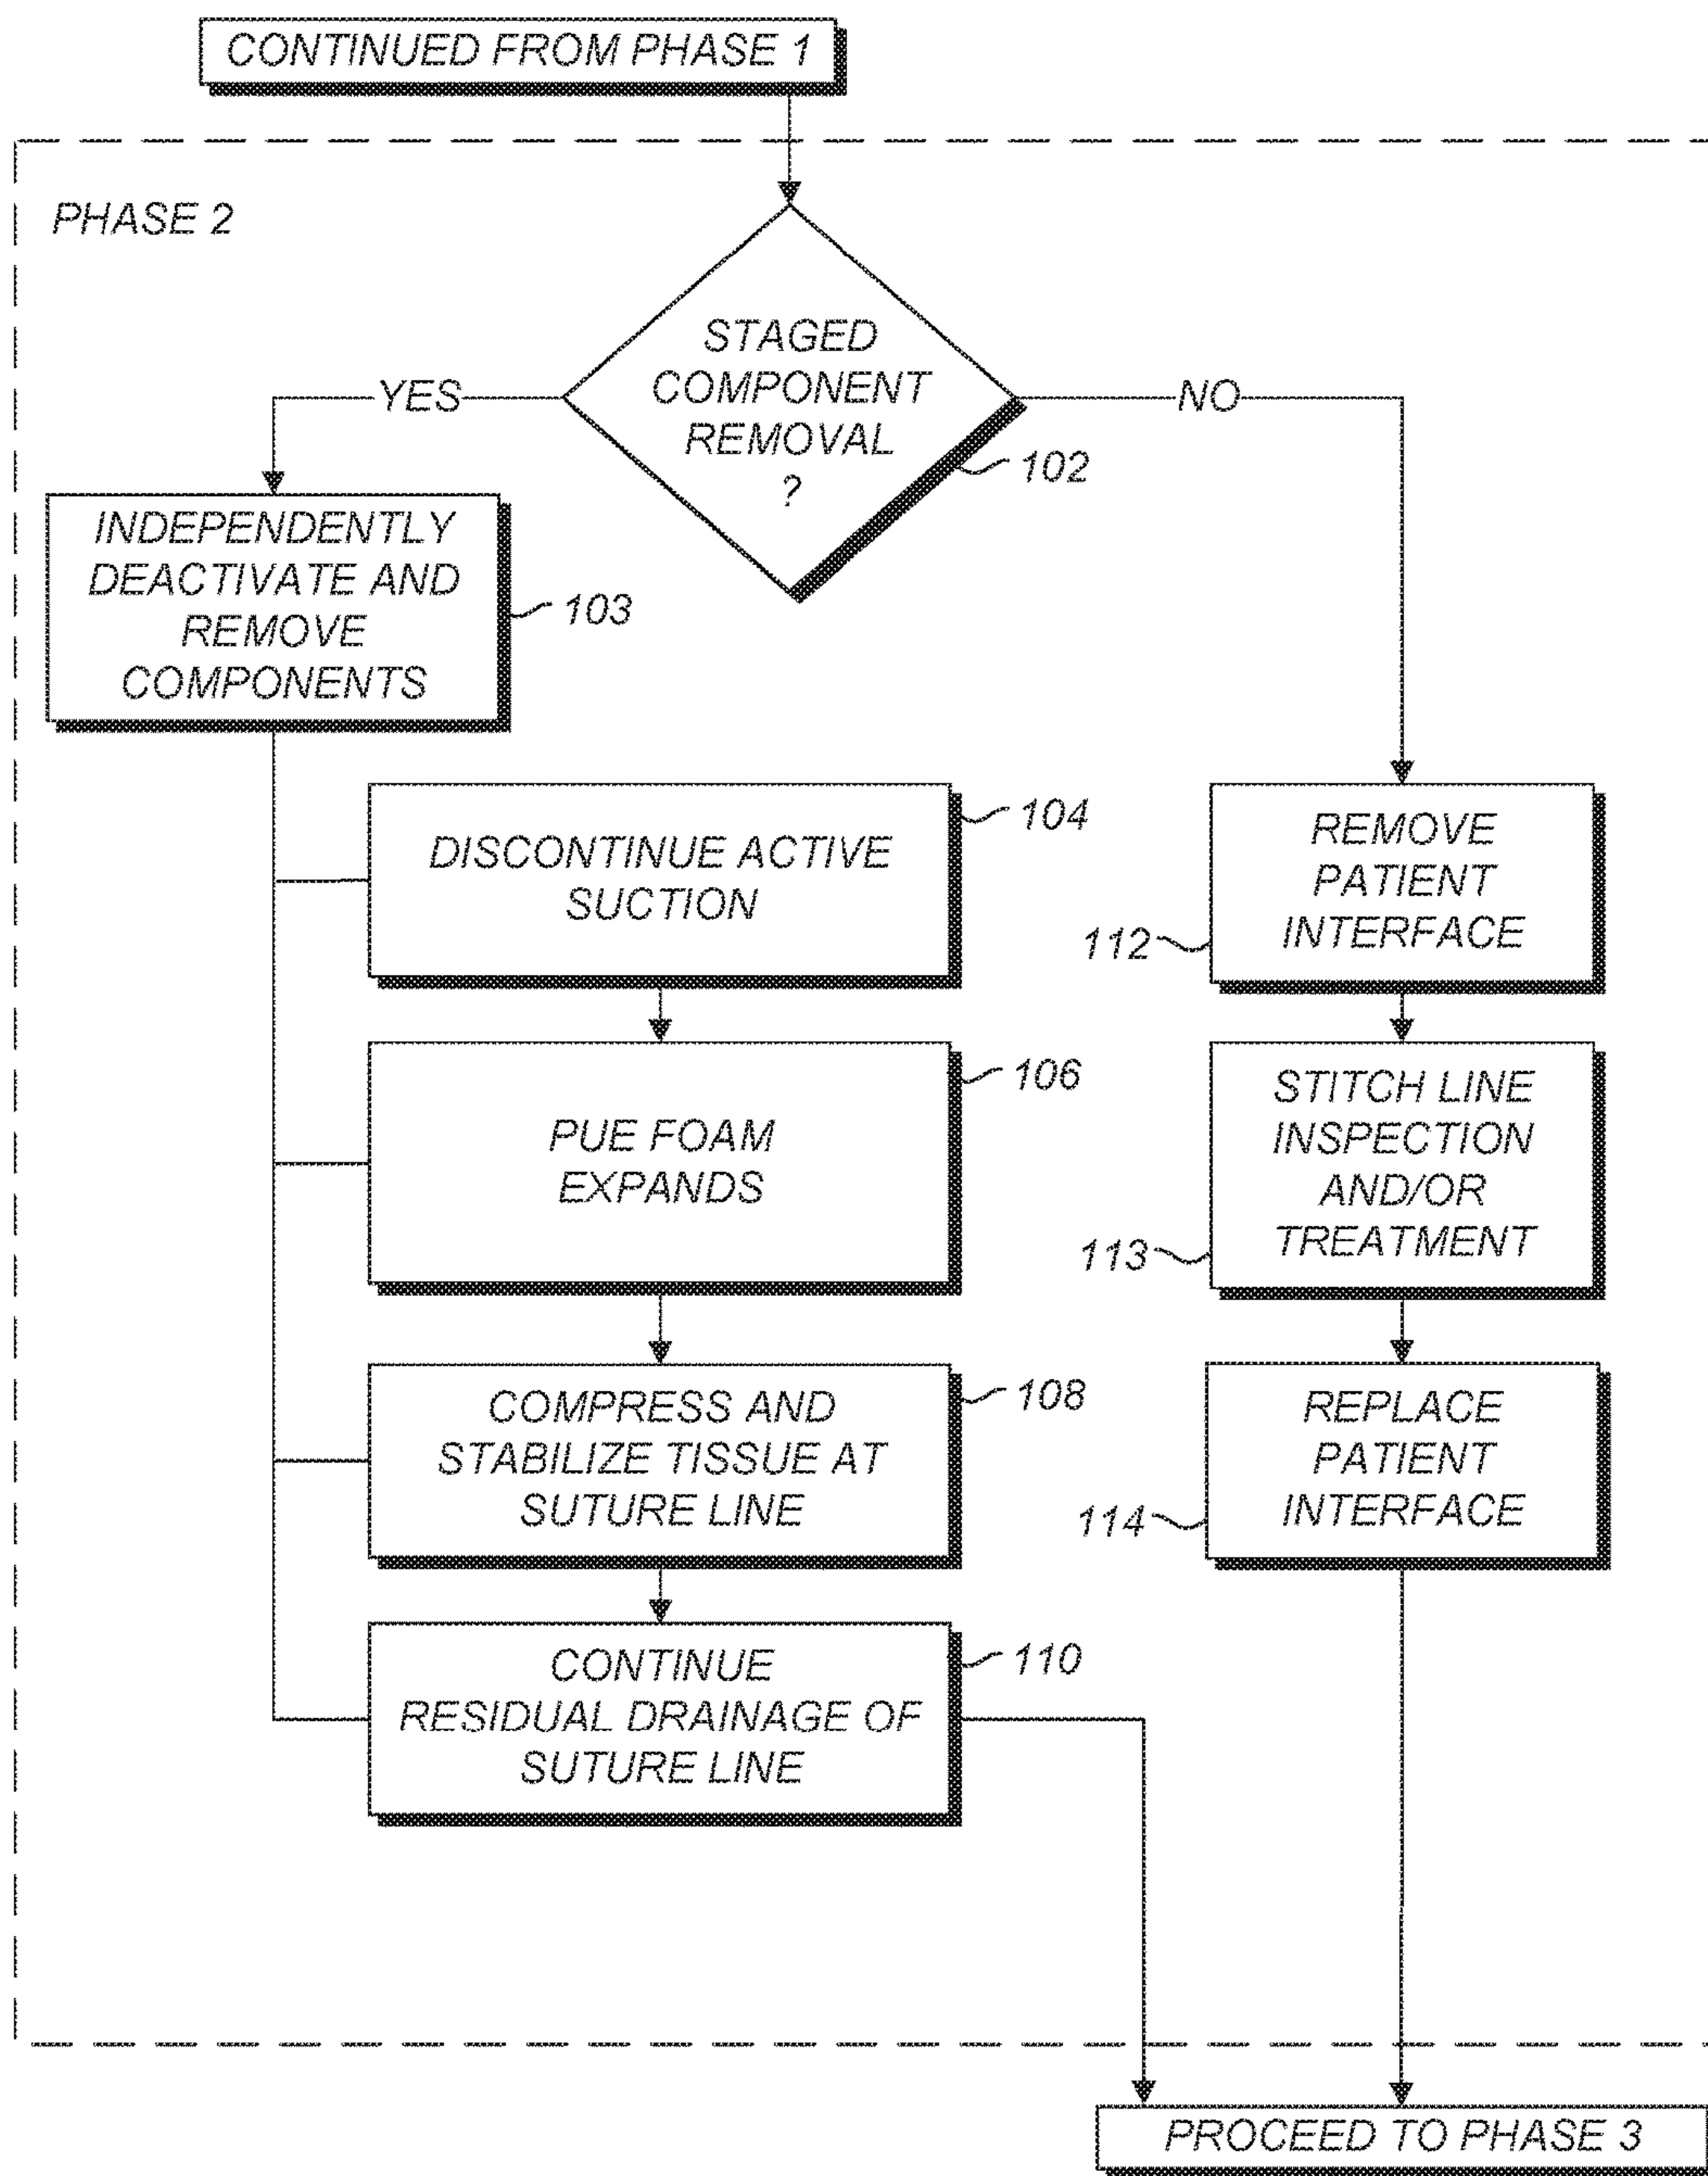 CONTINUED FROM PHASE 1
PHASE 2
STAGED
COMPONENT
REMOVAL
?
102
YES
NO
INDEPENDENTLY
DEACTIVATE AND
REMOVE
COMPONENTS
103
DISCONTINUE ACTIVE
SUCTION
104
PUE FOAM
EXPANDS
106
COMPRESS AND
STABILIZE TISSUE AT
SUTURE LINE
108
CONTINUE
RESIDUAL DRAINAGE OF
SUTURE LINE
110
REMOVE
PATIENT
INTERFACE
112
STITCH LINE
INSPECTION
AND/OR
TREATMENT
113
REPLACE
PATIENT
INTERFACE
114
PROCEED TO PHASE 3